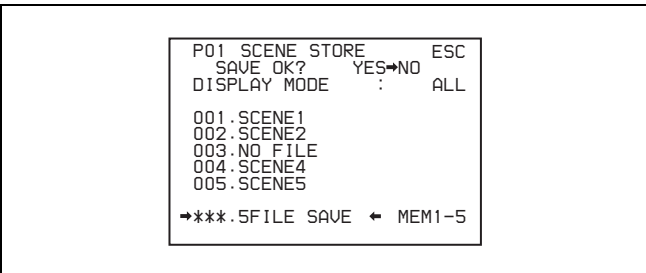 P01 SCENE STORE ESC
SAVE OK? YES➡NO
DISPLAY MODE : ALL
001.SCENE1
002.SCENE2
003.NO FILE
004.SCENE4
005.SCENE5
➡***.5FILE SAVE ⬅ MEM1-5